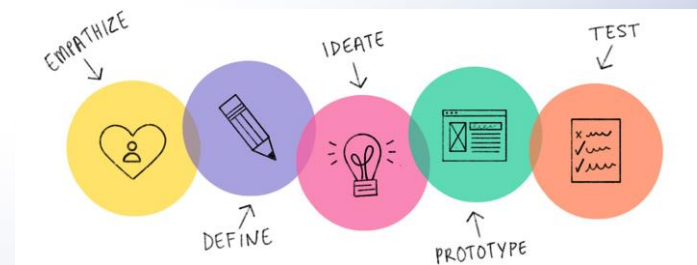 EMPATHIZE
DEFINE
IDEATE
PROTOTYPE
TEST